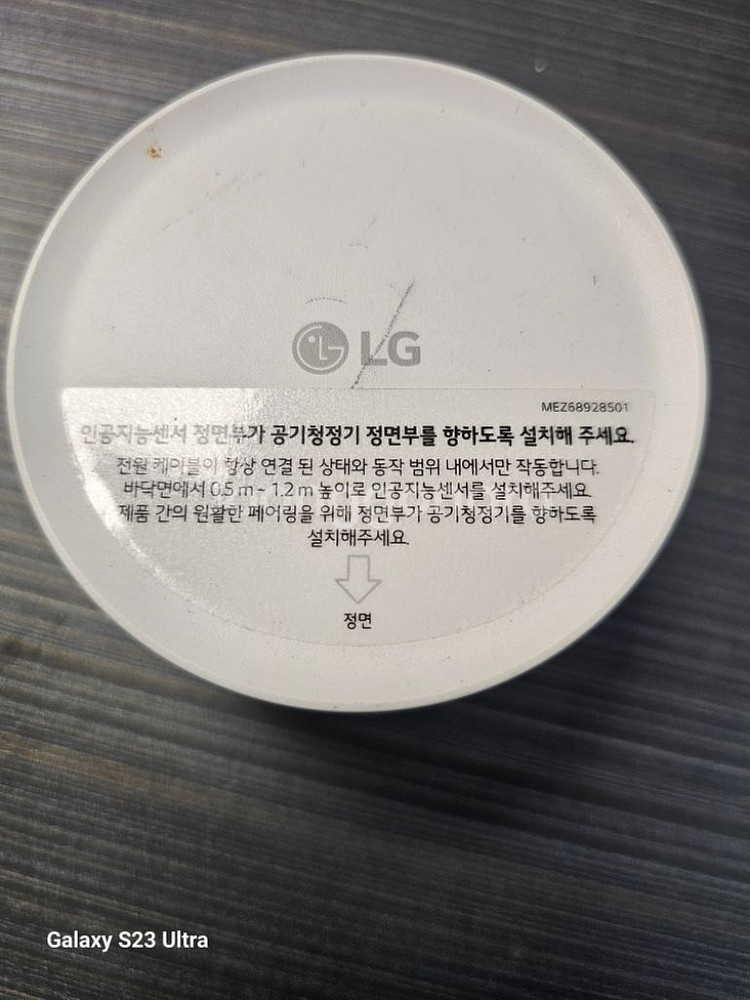 LG
MEZ68928501
인공지능센서 정면부가 공기청정기 정면부를 향하도록 설치해 주세요.
전원 케이블이 항상 연결 된 상태와 동작 범위 내에서만 작동합니다.
바닥면에서 0.5 m ~ 1.2 m 높이로 인공지능센서를 설치해주세요.
제품 간의 원활한 페어링을 위해 정면부가 공기청정기를 향하도록
설치해주세요.
정면
Galaxy S23 Ultra